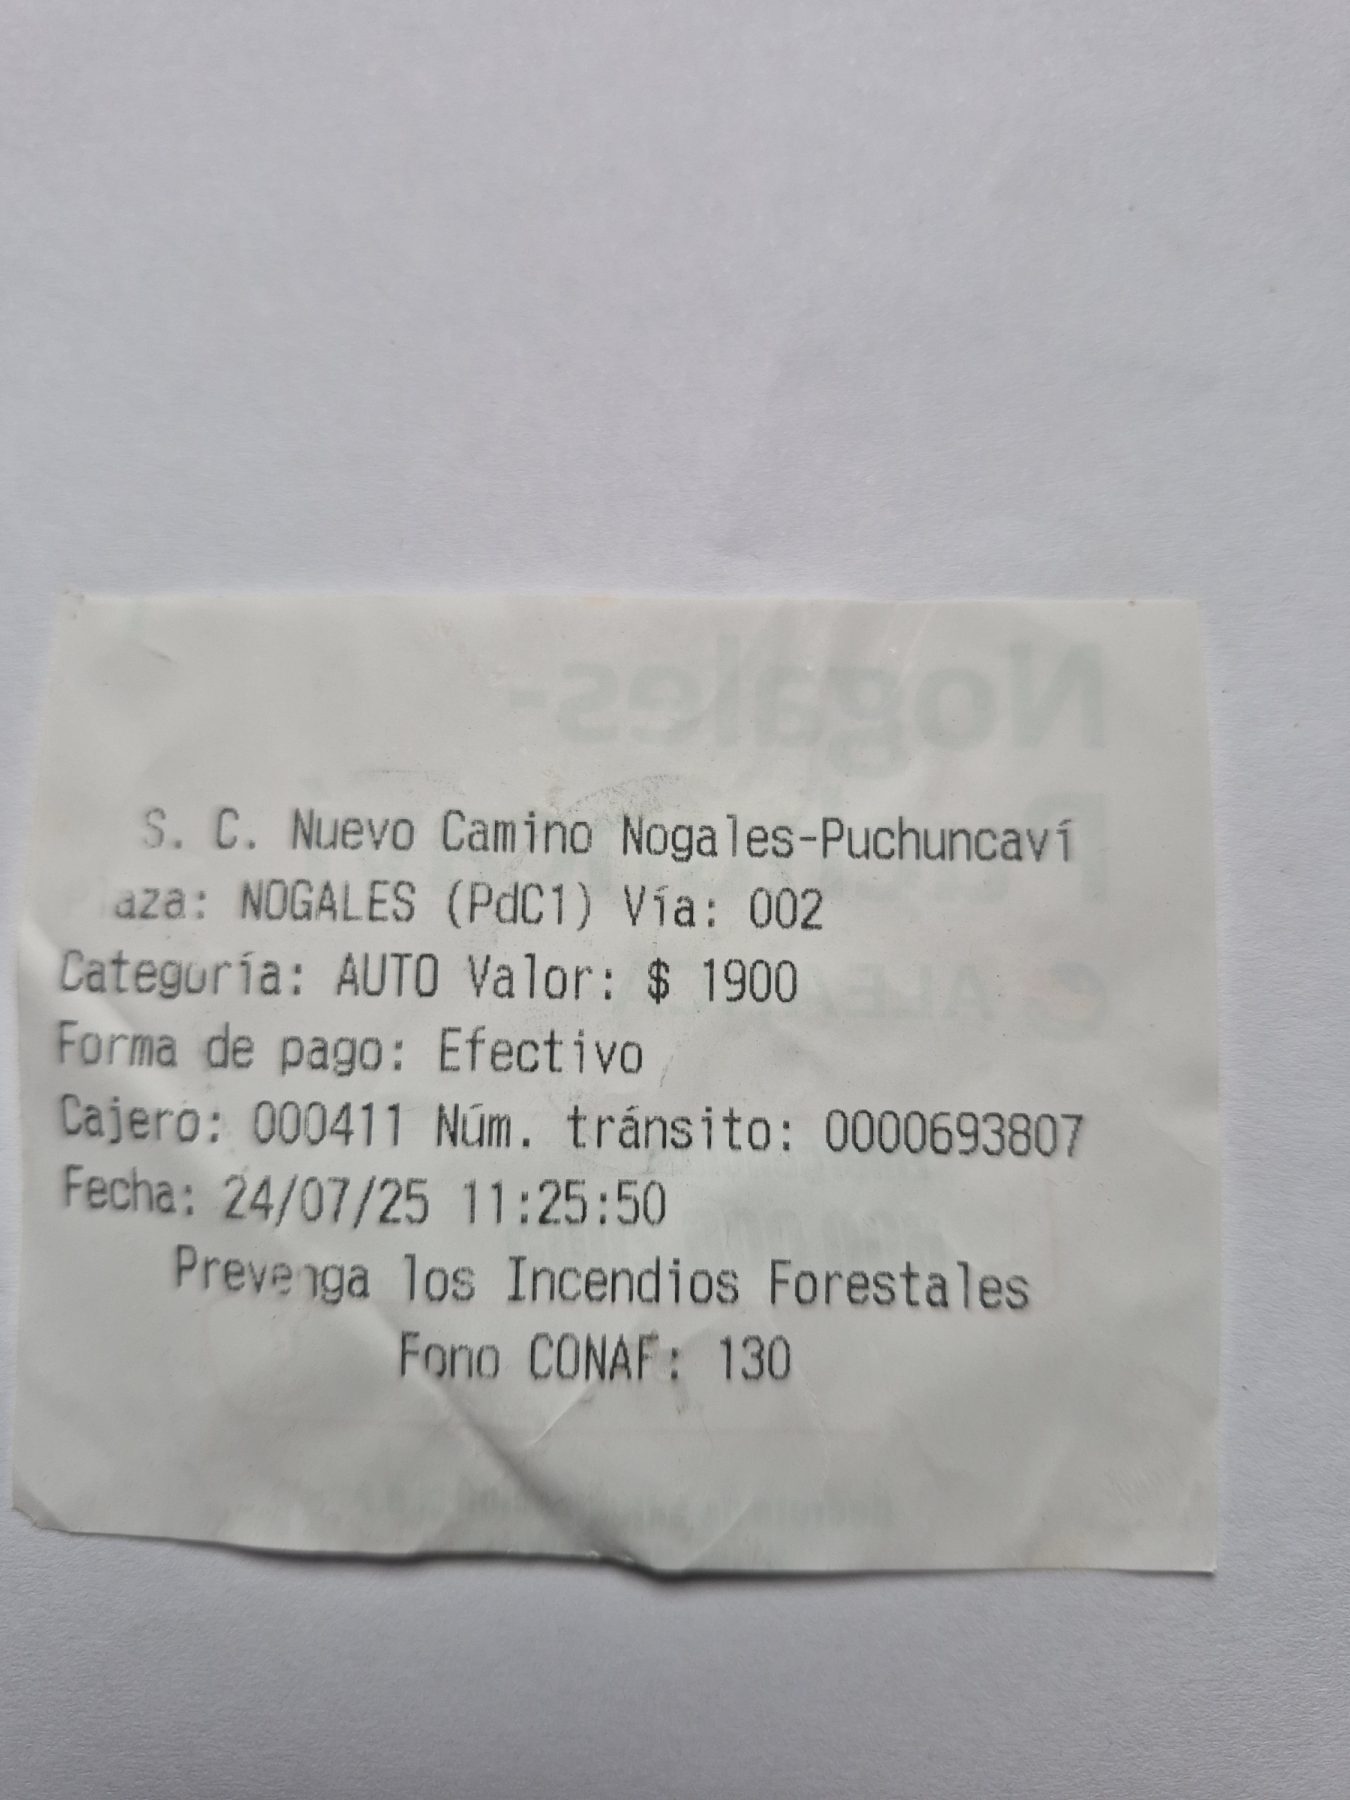 S. C. Nuevo Camino Nogales-Puchuncaví
aza: NOGALES (PdC1) Vía: 002
Categoría: AUTO Valor: $ 1900
Forma de pago: Efectivo
Cajero: 000411 Núm. tránsito: 0000693807
Fecha: 24/07/25 11:25:50
Prevenga los Incendios Forestales
Fono CONAF: 130
Nogales-